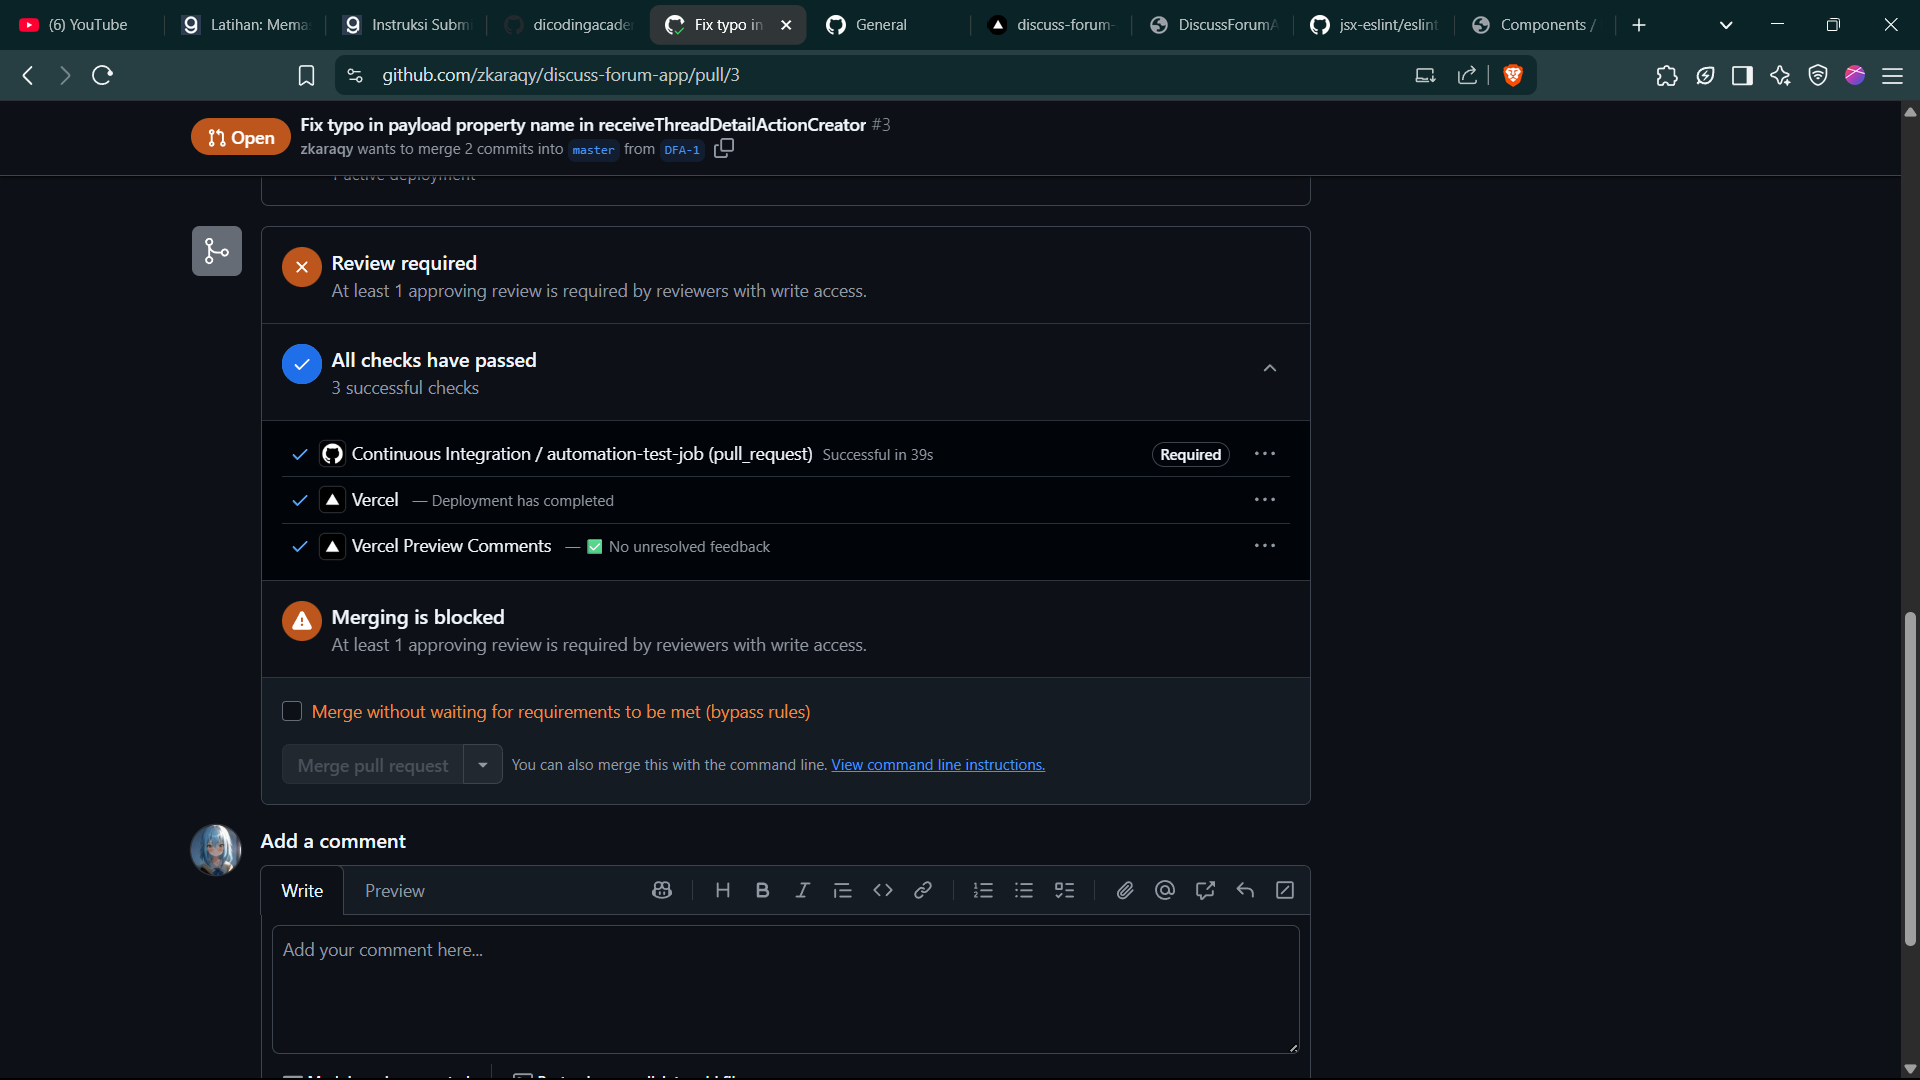 (6) YouTube
Latihan: Mema
Instruksi Subm
dicodingacade
Fix typo in
General
discuss-forum-
DiscussForumA
jsx-eslint/eslint
Components /
github.com/zkaraqy/discuss-forum-app/pull/3
Open
Fix typo in payload property name in receiveThreadDetailActionCreator #3
zkaraqy wants to merge 2 commits into master from DFA-1
1 active deployment
Review required
At least 1 approving review is required by reviewers with write access.
All checks have passed
3 successful checks
Continuous Integration / automation-test-job (pull_request) Successful in 39s Required
Vercel — Deployment has completed
Vercel Preview Comments — ✅ No unresolved feedback
Merging is blocked
At least 1 approving review is required by reviewers with write access.
Merge without waiting for requirements to be met (bypass rules)
Merge pull request
You can also merge this with the command line. View command line instructions.
Add a comment
Write
Preview
Add your comment here...